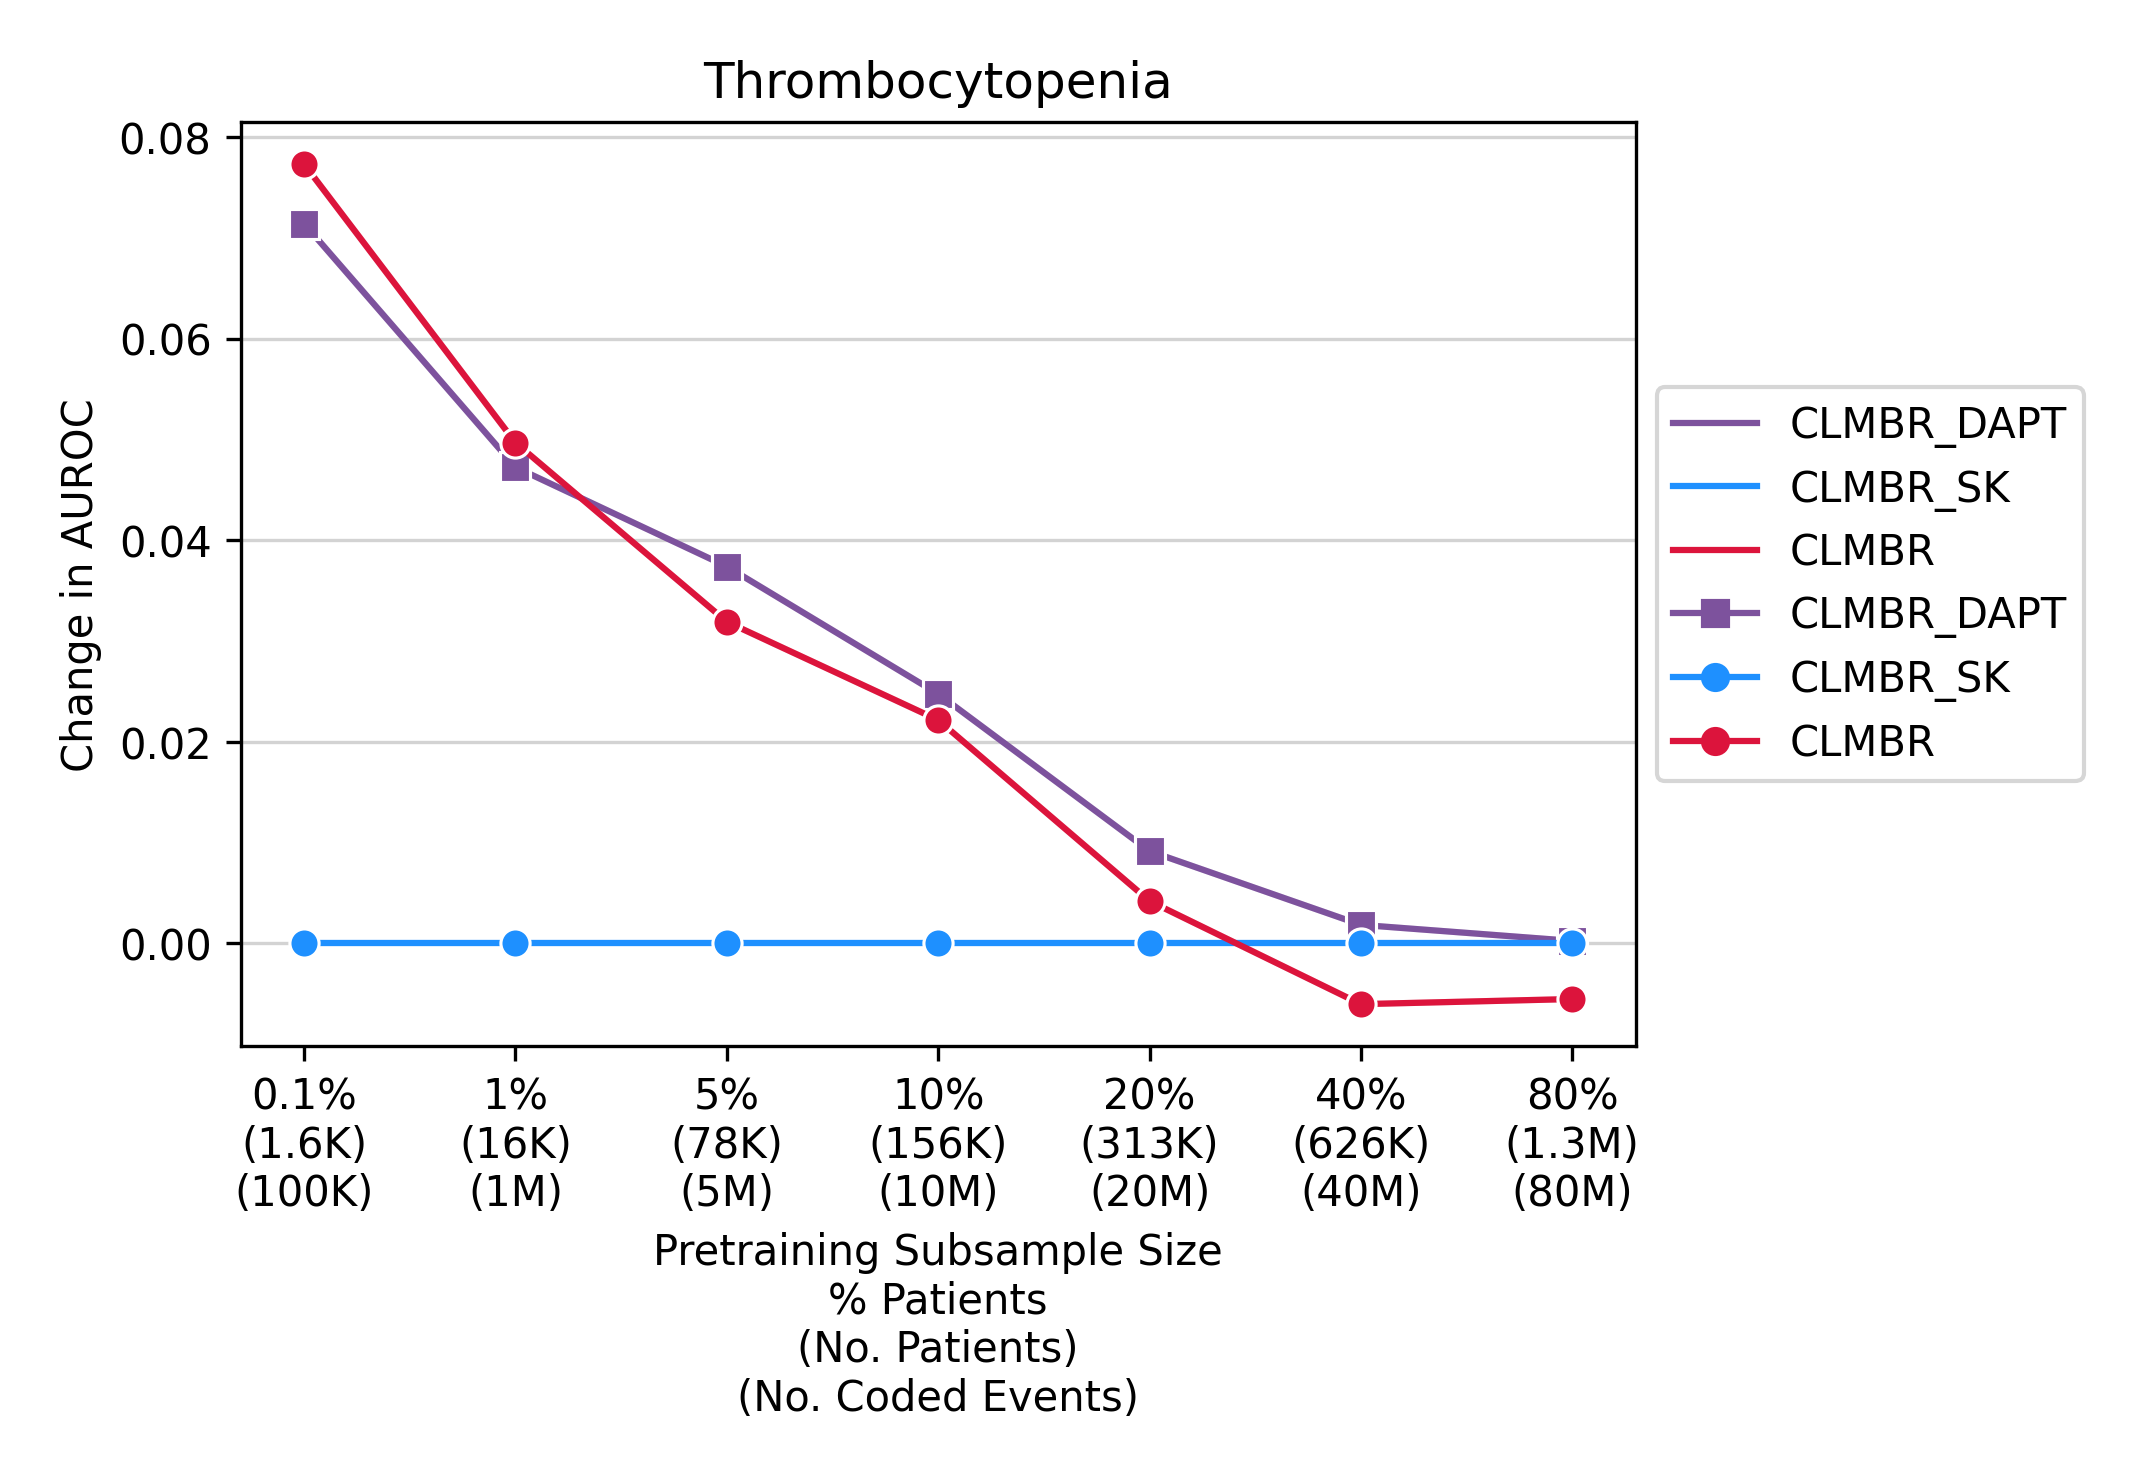 Thrombocytopenia
Change in AUROC
0.08
0.06
0.04
0.02
0.00
0.1% 1% 5% 10% 20% 40% 80%
(1.6K) (16K) (78K) (156K) (313K) (626K) (1.3M)
(100K) (1M) (5M) (10M) (20M) (40M) (80M)
Pretraining Subsample Size
% Patients
(No. Patients)
(No. Coded Events)
CLMBR_DAPT
CLMBR_SK
CLMBR
CLMBR_DAPT
CLMBR_SK
CLMBR